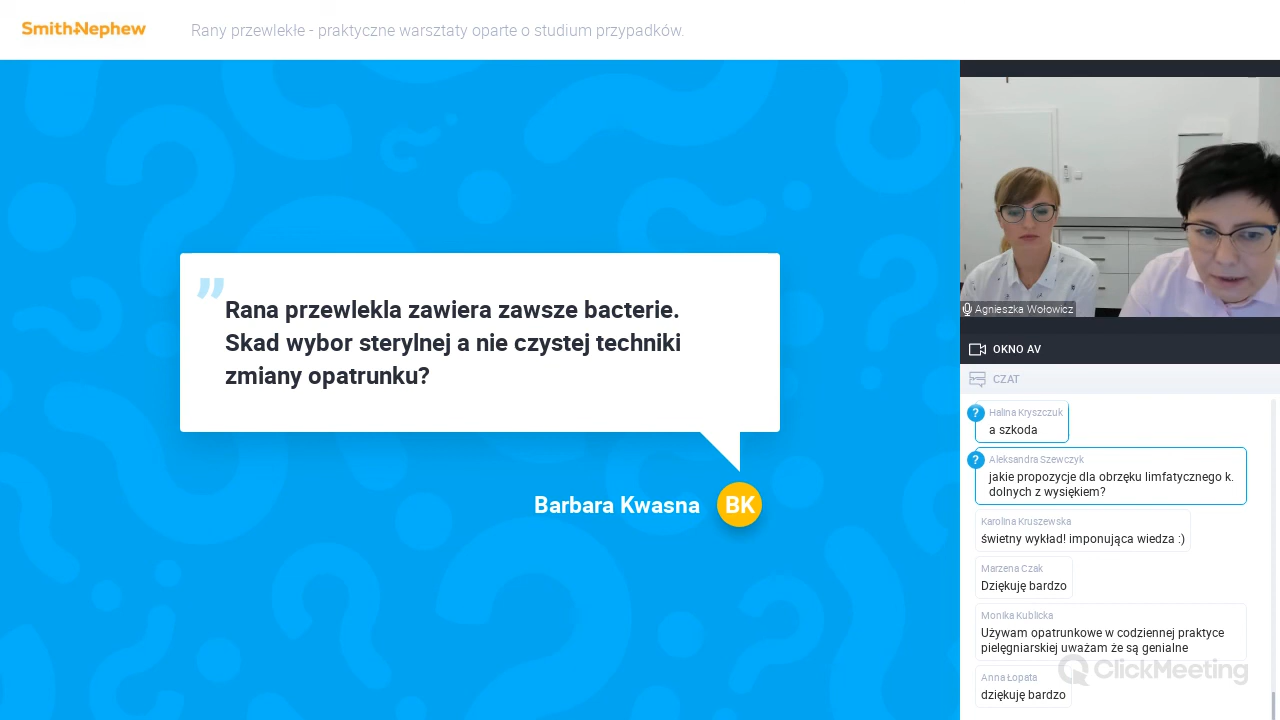 Smith+Nephew
Rany przewlekłe - praktyczne warsztaty oparte o studium przypadków.
Rana przewlekla zawiera zawsze bacterie.
Skad wybor sterylnej a nie czystej techniki
zmiany opatrunku?
Barbara Kwasna
BK
Agnieszka Wołowicz
OKNO AV
CZAT
?
Halina Kryszczuk
a szkoda
?
Aleksandra Szewczyk
jakie propozycje dla obrzęku limfatycznego k.
dolnych z wysiękiem?
Karolina Kruszewska
świetny wykład! imponująca wiedza :)
Marzena Czak
Dziękuję bardzo
Monika Kublicka
Używam opatrunkowe w codziennej praktyce
pielęgniarskiej uważam że są genialne
ClickMeeting
Anna Łopata
dziękuję bardzo